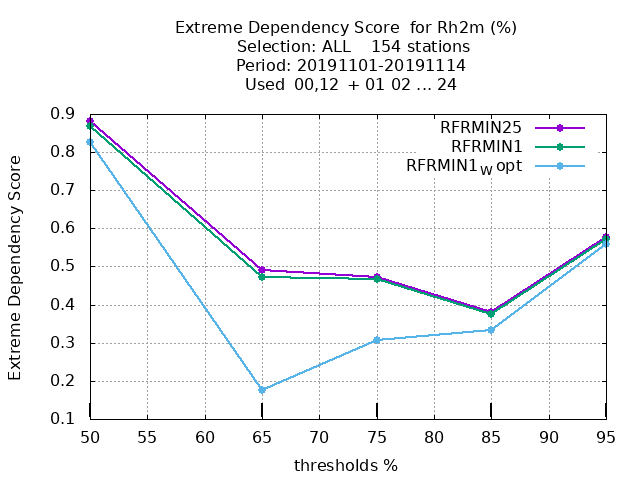 Extreme Dependency Score  for Rh2m (%)
Selection: ALL    154 stations
Period: 20191101-20191114
Used  00,12  + 01 02 ... 24
RFRMIN25
RFRMIN1
RFRMIN1W opt
0.9
0.8
0.7
0.6
0.5
0.4
0.3
0.2
0.1
Extreme Dependency Score
50 55 60 65 70 75 80 85 90 95
thresholds %